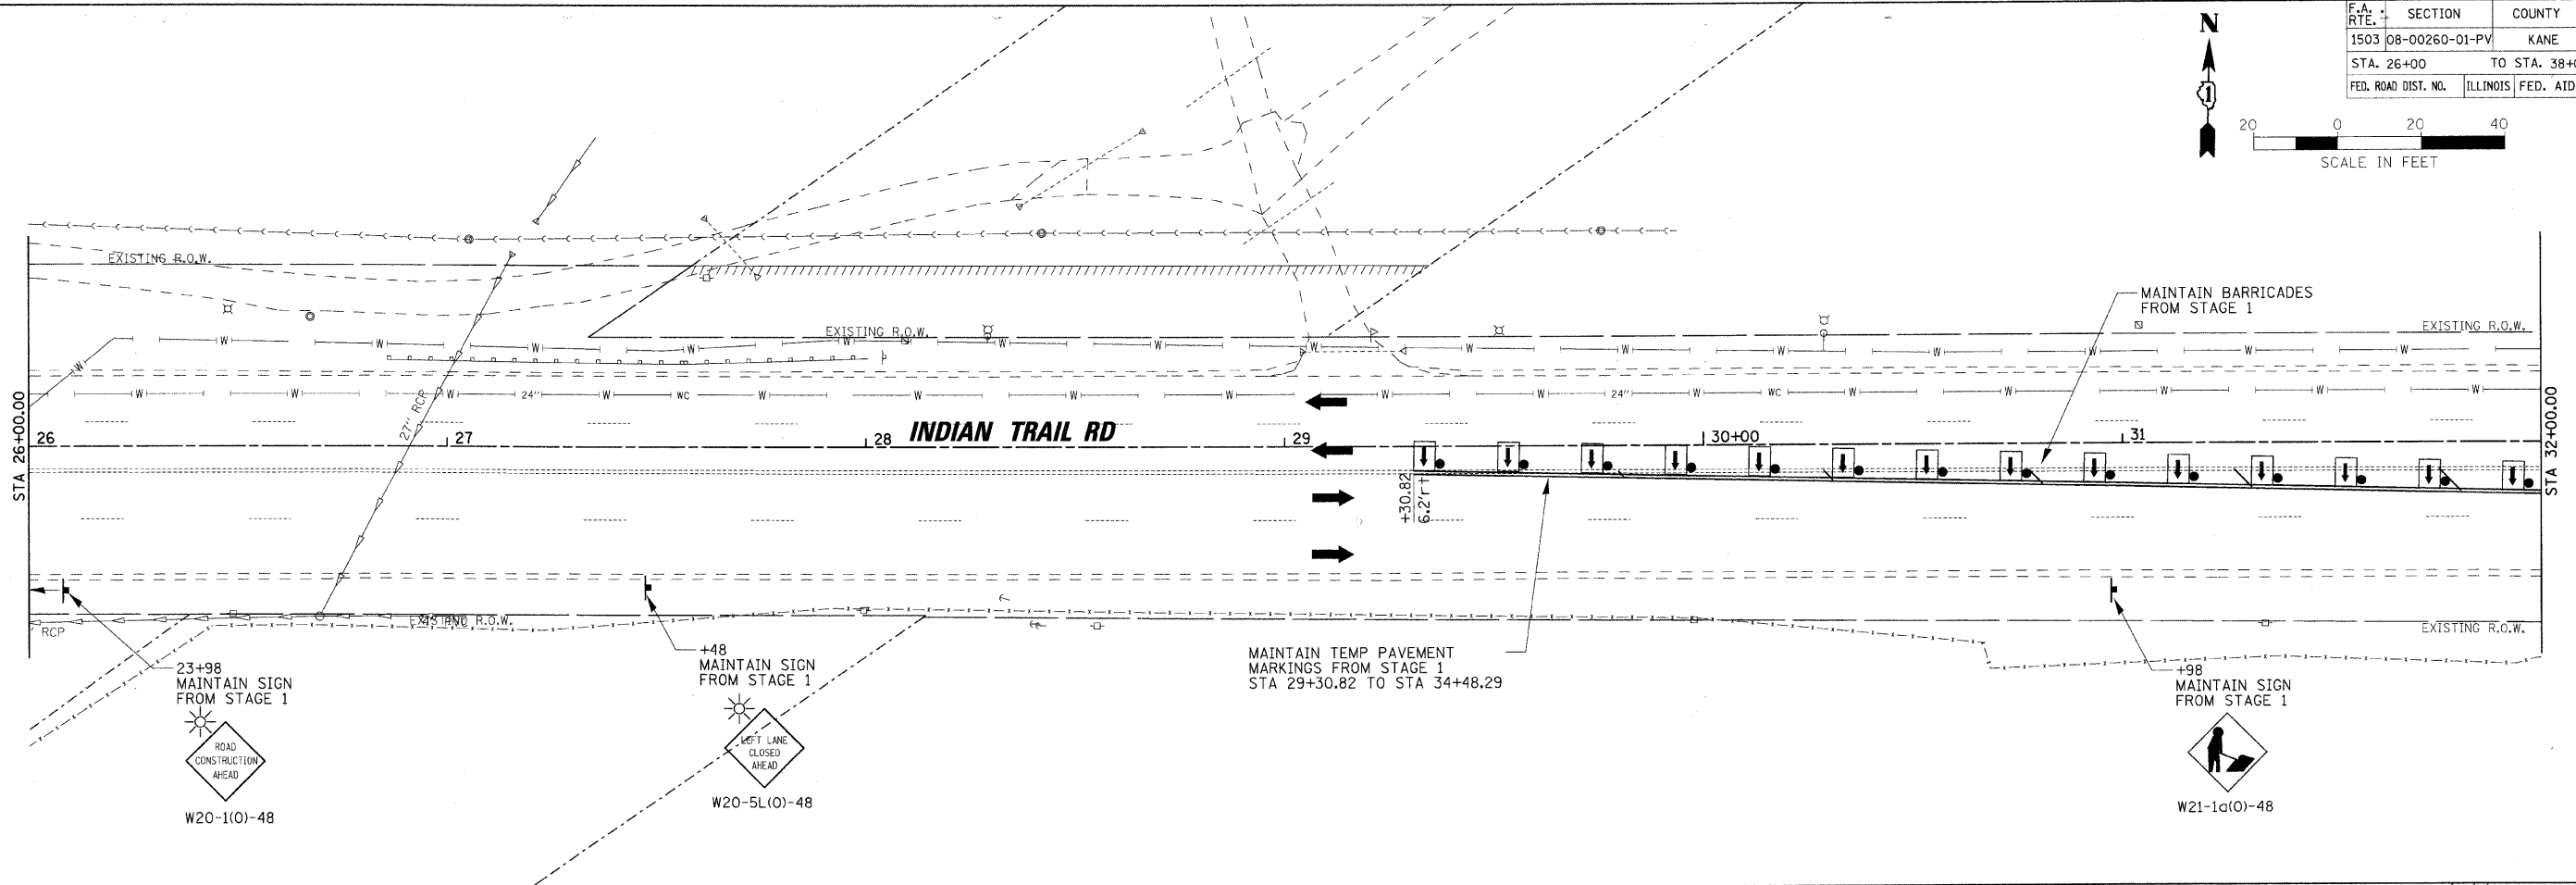 F.A. RTE. SECTION COUNTY
1503 08-00260-01-PV KANE
STA. 26+00 TO STA. 38+0
FED. ROAD DIST. NO. ILLINOIS FED. AID
N
1
20 0 20 40
SCALE IN FEET
EXISTING R.O.W.
EXISTING R.O.W.
MAINTAIN BARRICADES
FROM STAGE 1
EXISTING R.O.W.
W W W W W W W W W W W W W W W W
W W W 24" W WC W W W W W 24" W WC W W W W W
27" RCP
STA 26+00.00
26 27 28 INDIAN TRAIL RD 29 30+00 31
STA 32+00.00
+30.82
6.2'rt
RCP
EXISTING R.O.W.
EXISTING R.O.W.
23+98
MAINTAIN SIGN
FROM STAGE 1
ROAD
CONSTRUCTION
AHEAD
W20-1(O)-48
+48
MAINTAIN SIGN
FROM STAGE 1
LEFT LANE
CLOSED
AHEAD
W20-5L(O)-48
MAINTAIN TEMP PAVEMENT
MARKINGS FROM STAGE 1
STA 29+30.82 TO STA 34+48.29
+98
MAINTAIN SIGN
FROM STAGE 1
W21-1a(O)-48